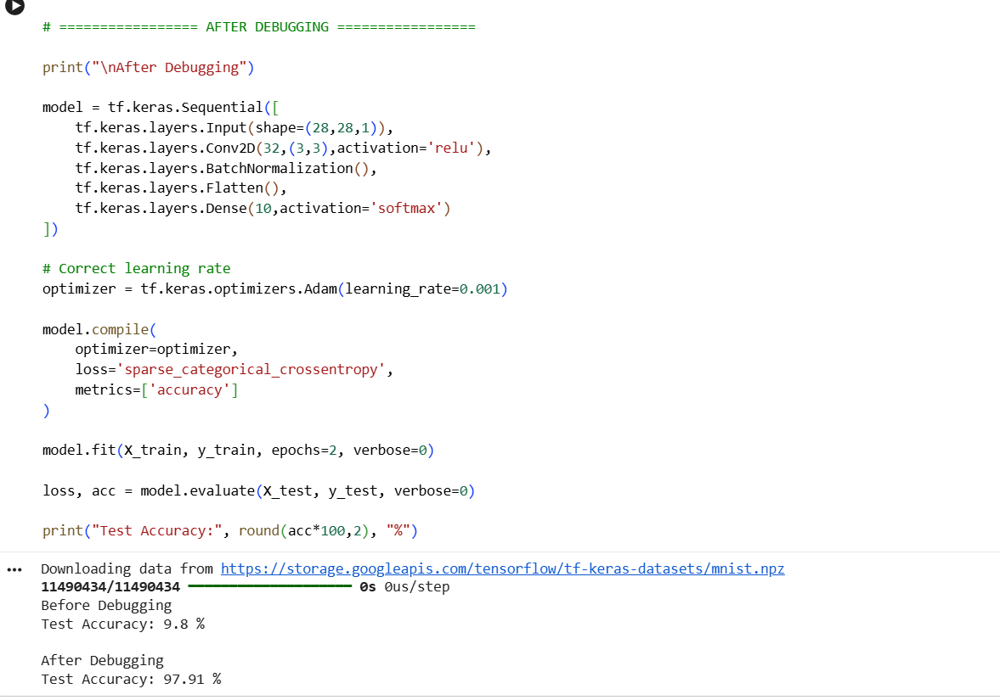 # ================= AFTER DEBUGGING =================
print("\nAfter Debugging")
model = tf.keras.Sequential([
    tf.keras.layers.Input(shape=(28,28,1)),
    tf.keras.layers.Conv2D(32,(3,3),activation='relu'),
    tf.keras.layers.BatchNormalization(),
    tf.keras.layers.Flatten(),
    tf.keras.layers.Dense(10,activation='softmax')
])
# Correct learning rate
optimizer = tf.keras.optimizers.Adam(learning_rate=0.001)
model.compile(
    optimizer=optimizer,
    loss='sparse_categorical_crossentropy',
    metrics=['accuracy']
)
model.fit(X_train, y_train, epochs=2, verbose=0)
loss, acc = model.evaluate(X_test, y_test, verbose=0)
print("Test Accuracy:", round(acc*100,2), "%")
Downloading data from https://storage.googleapis.com/tensorflow/tf-keras-datasets/mnist.npz
11490434/11490434 ━━━━━━━━━━━━━━━━━━━━ 0s 0us/step
Before Debugging
Test Accuracy: 9.8 %
After Debugging
Test Accuracy: 97.91 %